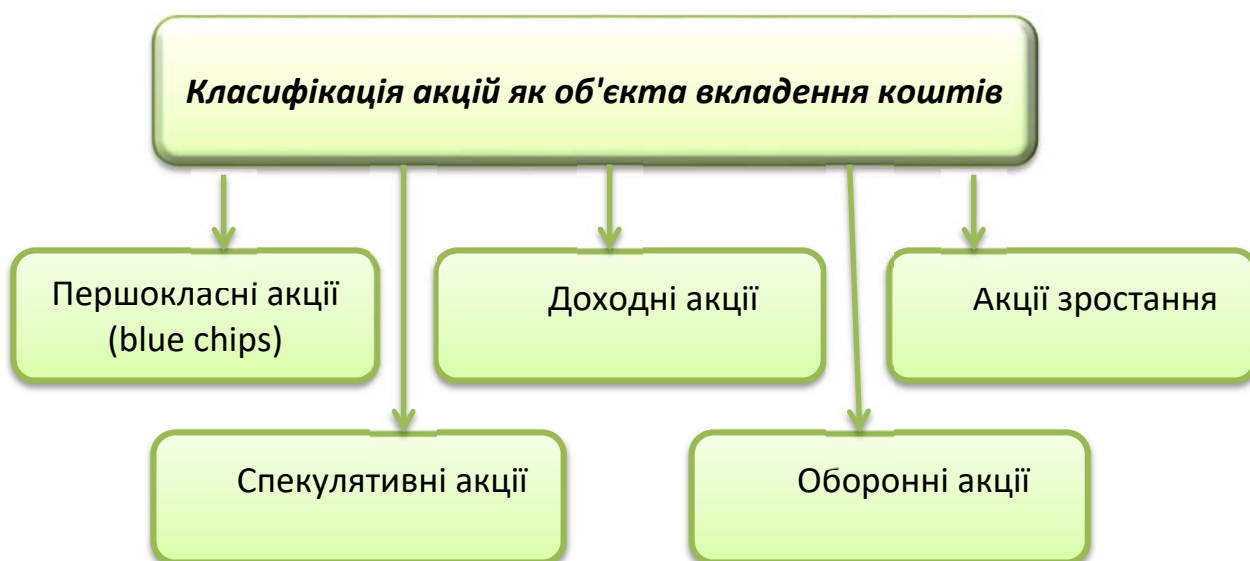 Класифікація акцій як об'єкта вкладення коштів
Першокласні акції
(blue chips)
Доходні акції
Акції зростання
Спекулятивні акції
Оборонні акції